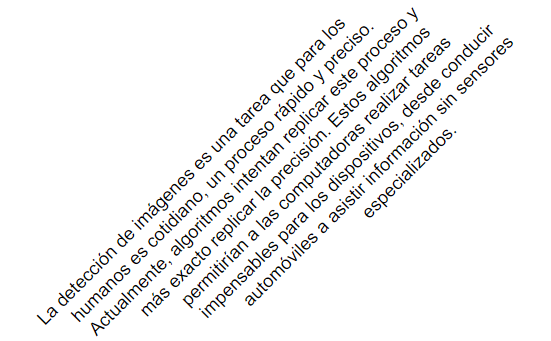 La detección de imágenes es una tarea que para los
humanos es cotidiano, un proceso rápido y preciso.
Actualmente, algoritmos intentan replicar este proceso y
más exacto replicar la precisión. Estos algoritmos
permitirían a las computadoras realizar tareas
impensables para los dispositivos, desde conducir
automóviles a asistir información sin sensores
especializados.